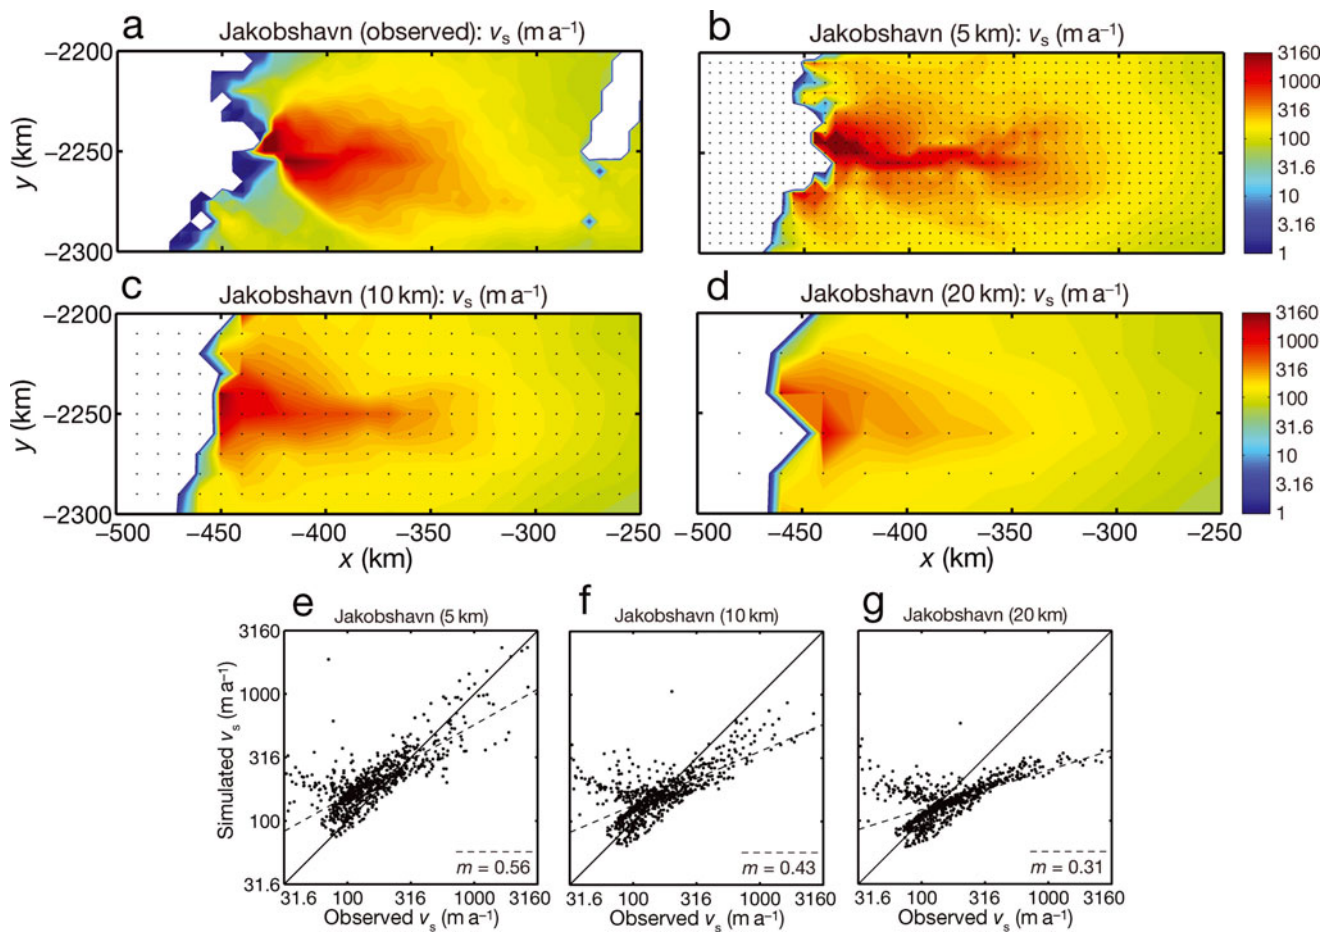 a Jakobshavn (observed): vs (m a–1)
b Jakobshavn (5 km): vs (m a–1)
–2200
–2250
–2300
y (km)
3160
1000
316
100
31.6
10
3.16
1
c Jakobshavn (10 km): vs (m a–1)
d Jakobshavn (20 km): vs (m a–1)
–2200
–2250
–2300
y (km)
–500 –450 –400 –350 –300 –250
x (km)
–500 –450 –400 –350 –300 –250
x (km)
3160
1000
316
100
31.6
10
3.16
1
e Jakobshavn (5 km)
3160
1000
316
100
31.6
Simulated vs (m a–1)
m = 0.56
31.6 100 316 1000 3160
Observed vs (m a–1)
f Jakobshavn (10 km)
m = 0.43
31.6 100 316 1000 3160
Observed vs (m a–1)
g Jakobshavn (20 km)
m = 0.31
31.6 100 316 1000 3160
Observed vs (m a–1)